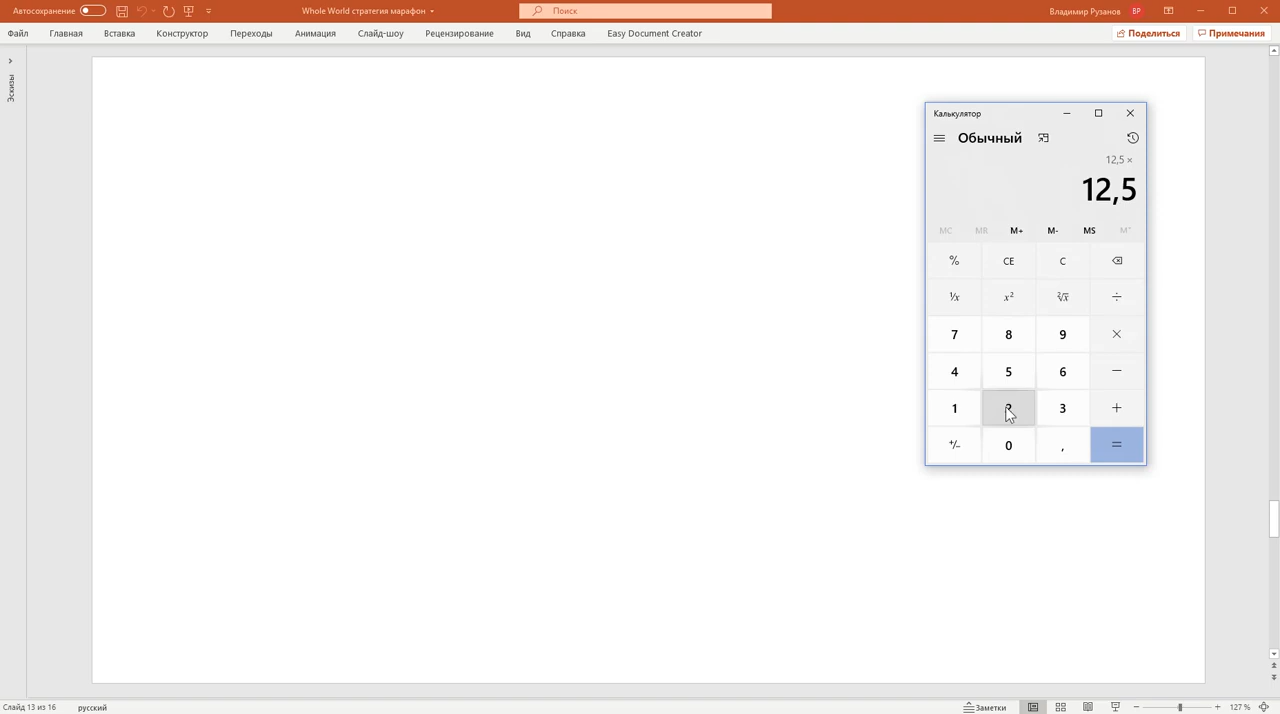 Автосохранение
Whole World стратегия марафон
Поиск
Владимир Рузанов
ВР
Файл Главная Вставка Конструктор Переходы Анимация Слайд-шоу Рецензирование Вид Справка Easy Document Creator
Поделиться Примечания
Эскизы
Калькулятор
Обычный
12,5 ×
12,5
MC MR M+ M- MS M˅
% CE C
¹/x x² ²√x ÷
7 8 9 ×
4 5 6 −
1 2 3 +
+/− 0 , =
Слайд 13 из 16 русский Заметки 127 %